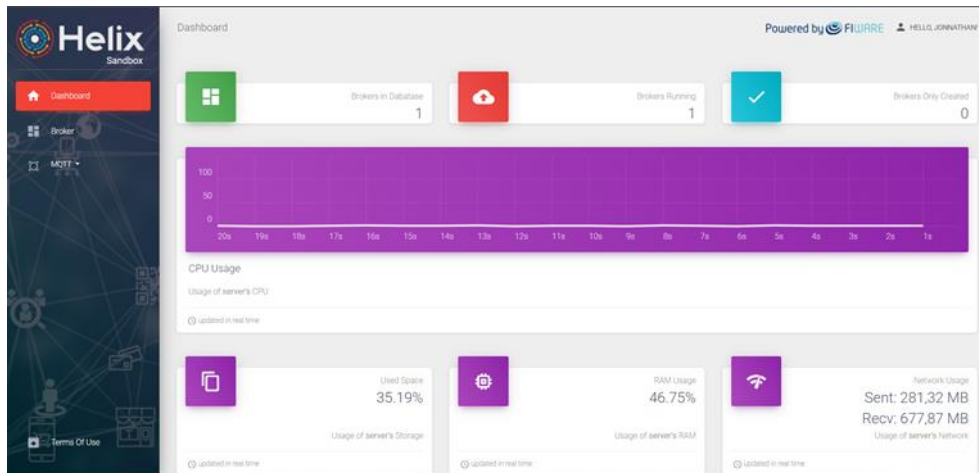 Helix
Sandbox
Dashboard
Broker
MQTT
Terms Of Use
Dashboard
Powered by FIWARE
HELLO, JONNATHAN!
Brokers in Database
1
Brokers Running
1
Brokers Only Created
0
100
50
0
20s 19s 18s 17s 16s 15s 14s 13s 12s 11s 10s 9s 8s 7s 6s 5s 4s 3s 2s 1s
CPU Usage
Usage of server's CPU
updated in real time
Used Space
35.19%
Usage of server's Storage
updated in real time
RAM Usage
46.75%
Usage of server's RAM
updated in real time
Network Usage
Sent: 281,32 MB
Recv: 677,87 MB
Usage of server's Network
updated in real time